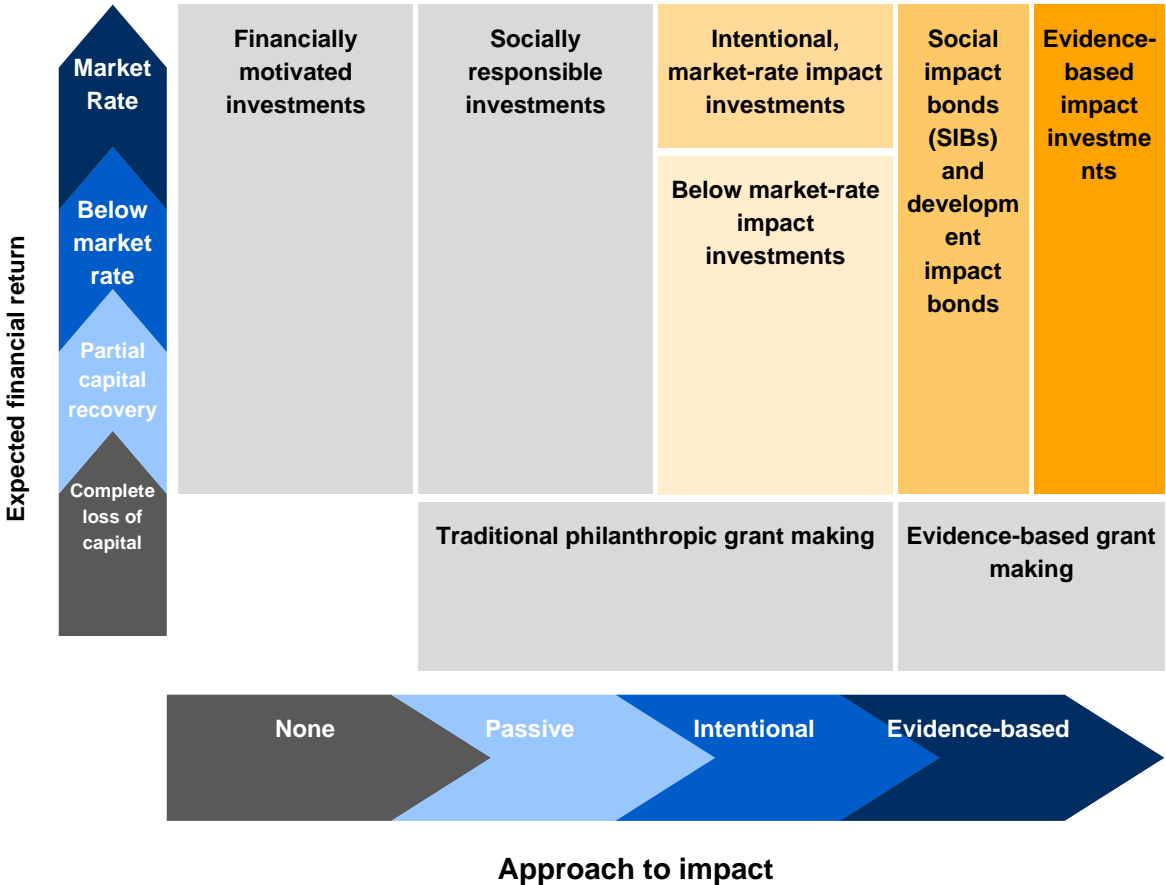 Market
Rate
Below
market
rate
Partial
capital
recovery
Complete
loss of
capital
Expected financial return
Financially
motivated
investments
Socially
responsible
investments
Intentional,
market-rate impact
investments
Below market-rate
impact
investments
Social
impact
bonds
(SIBs)
and
developm
ent
impact
bonds
Evidence-
based
impact
investme
nts
Traditional philanthropic grant making
Evidence-based grant
making
None
Passive
Intentional
Evidence-based
Approach to impact